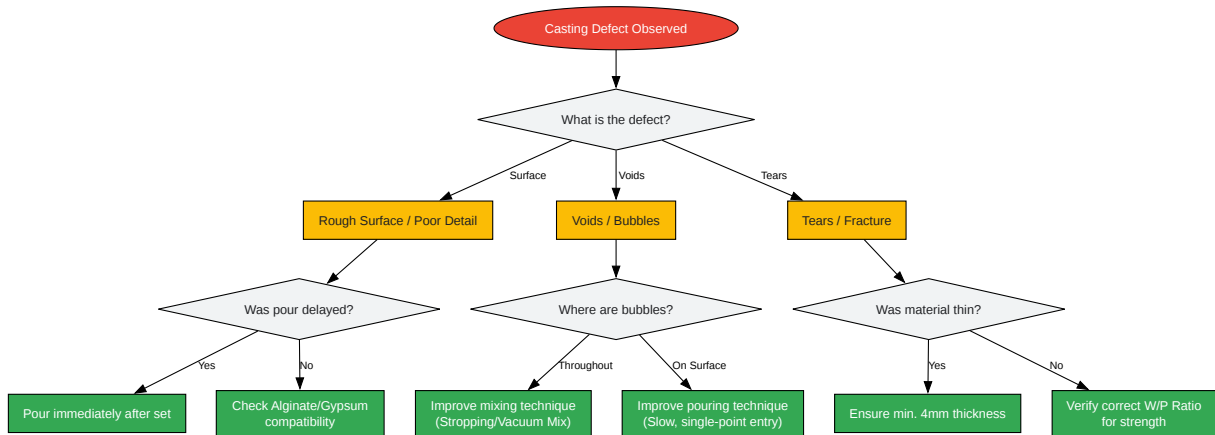 Casting Defect Observed
What is the defect?
Surface
Voids
Tears
Rough Surface / Poor Detail
Voids / Bubbles
Tears / Fracture
Was pour delayed?
Where are bubbles?
Was material thin?
Yes
No
Throughout
On Surface
Yes
No
Pour immediately after set
Check Alginate/Gypsum
compatibility
Improve mixing technique
(Stropping/Vacuum Mix)
Improve pouring technique
(Slow, single-point entry)
Ensure min. 4mm thickness
Verify correct W/P Ratio
for strength